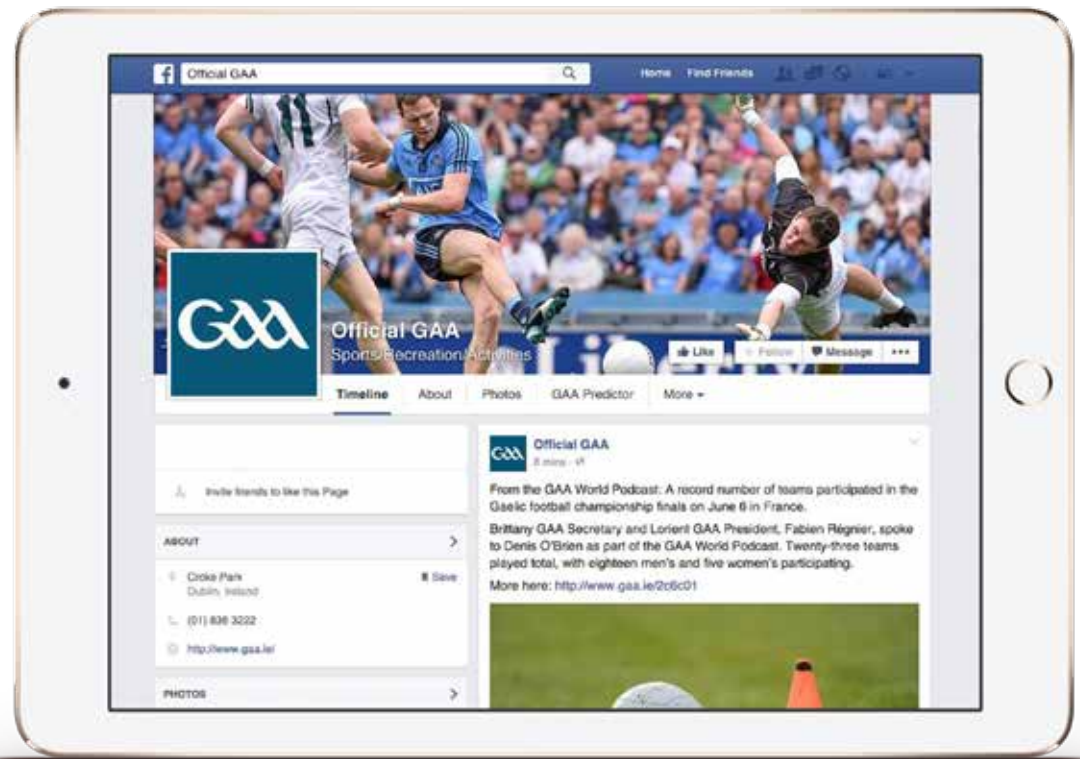 Official GAA
Home Find Friends
11
Official GAA
Sports/Recreation/Activities
GAA
Like Follow Message
Timeline About Photos GAA Predictor More
Invite friends to like this Page
ABOUT
Croke Park
Save
Dublin, Ireland
(01) 836 3222
http://www.gaa.ie/
PHOTOS
GAA
Official GAA
8 mins
From the GAA World Podcast: A record number of teams participated in the
Gaelic football championship finals on June 6 in France.
Brittany GAA Secretary and Lorient GAA President, Fabien Régnier, spoke
to Denis O'Brien as part of the GAA World Podcast. Twenty-three teams
played total, with eighteen men's and five women's participating.
More here: http://www.gaa.ie/2c6c01